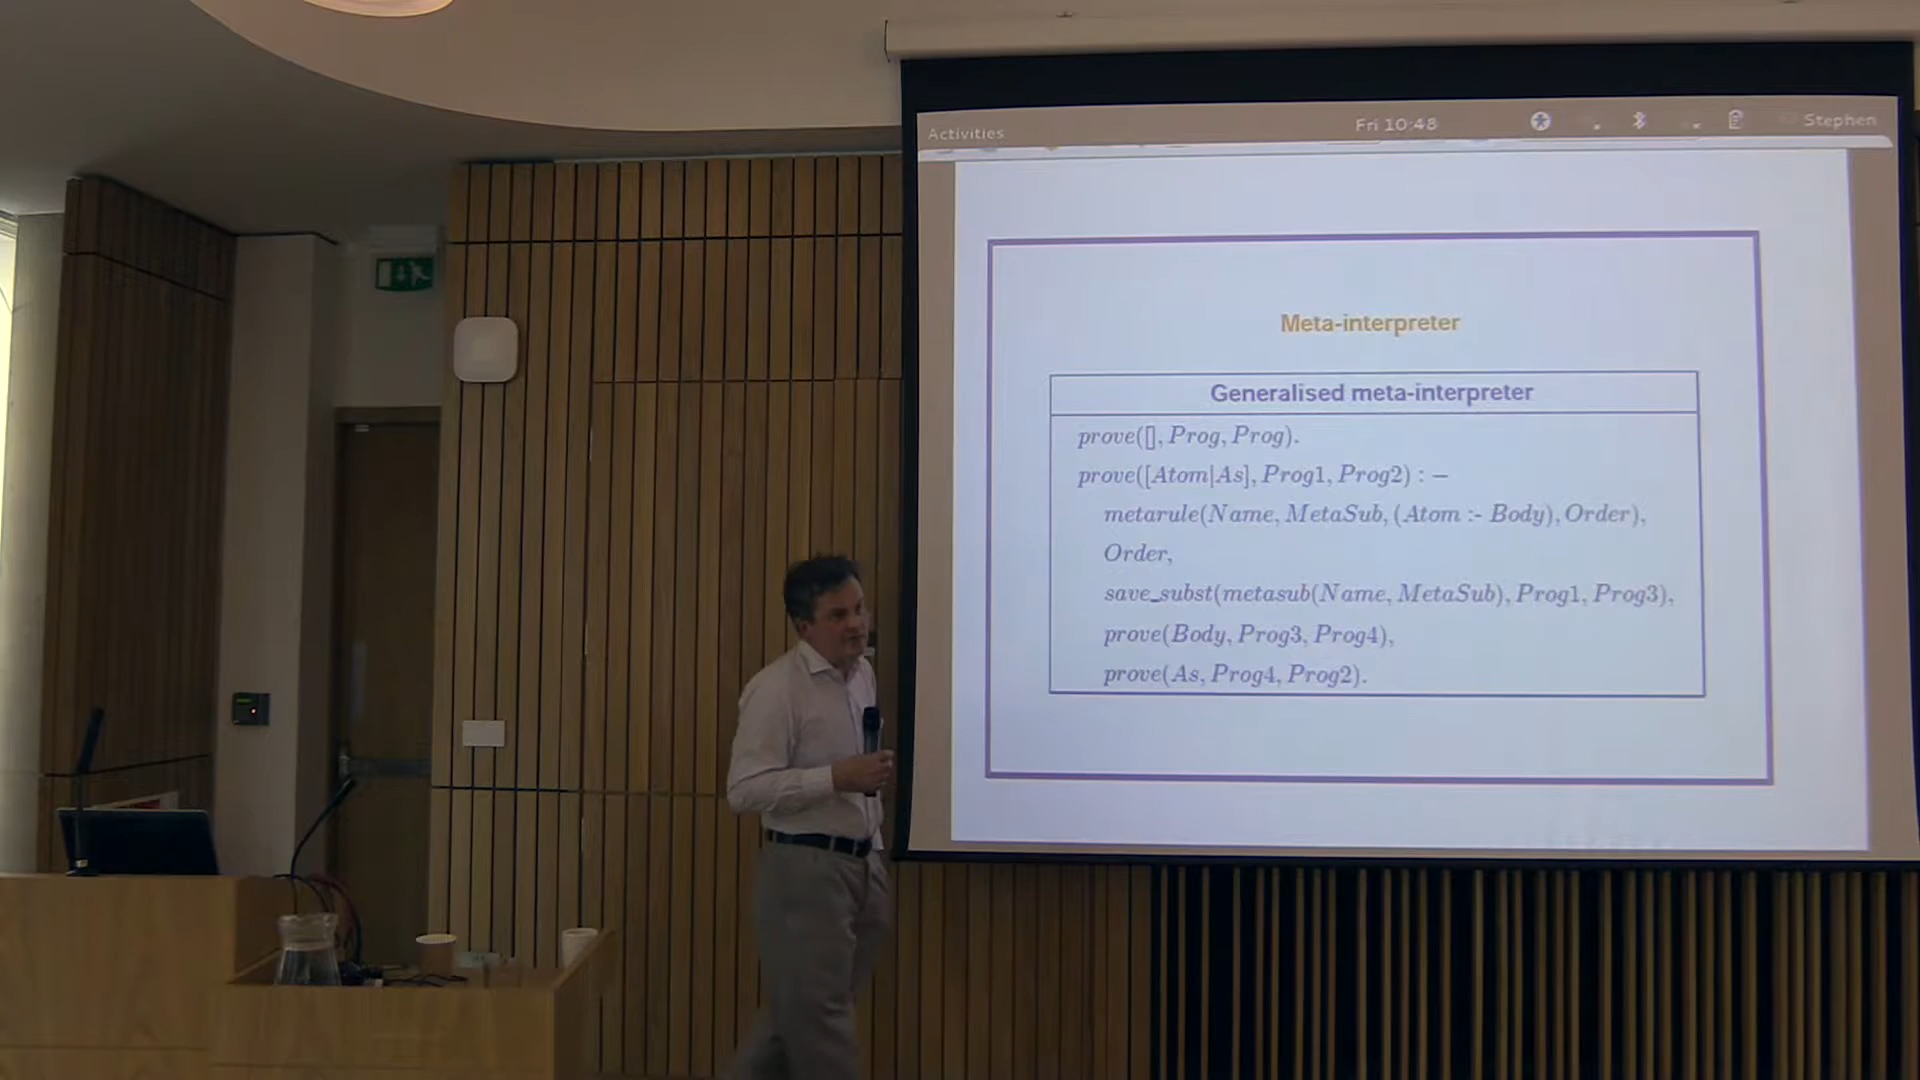 Activities Fri 10:48 Stephen
Meta-interpreter
Generalised meta-interpreter
prove([], Prog, Prog).
prove([Atom|As], Prog1, Prog2) : −
metarule(Name, MetaSub, (Atom :- Body), Order),
Order,
save_subst(metasub(Name, MetaSub), Prog1, Prog3),
prove(Body, Prog3, Prog4),
prove(As, Prog4, Prog2).